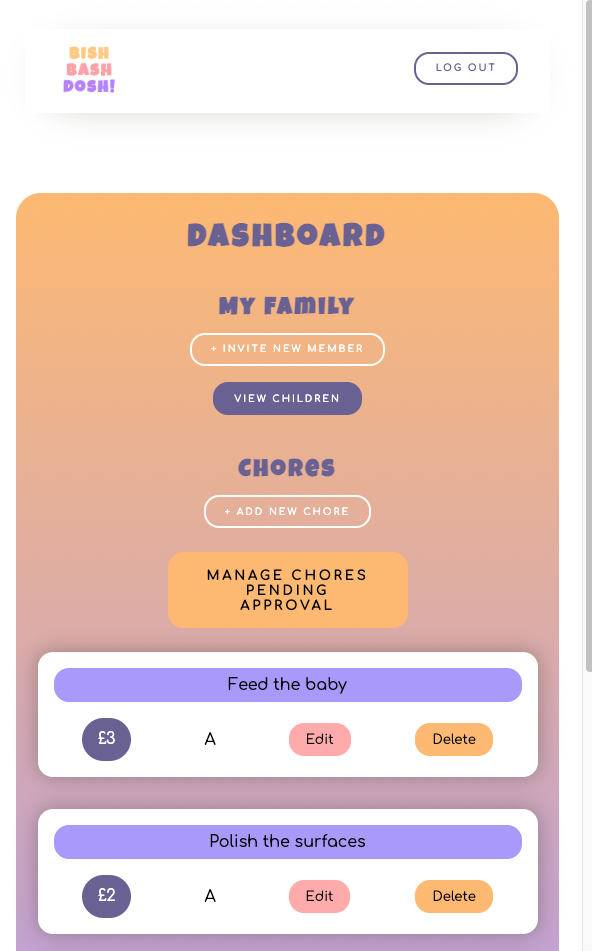 BISH
BASH
DOSH!
LOG OUT
DASHBOARD
My Family
+ INVITE NEW MEMBER
VIEW CHILDREN
Chores
+ ADD NEW CHORE
MANAGE CHORES
PENDING
APPROVAL
Feed the baby
£3 A Edit Delete
Polish the surfaces
£2 A Edit Delete